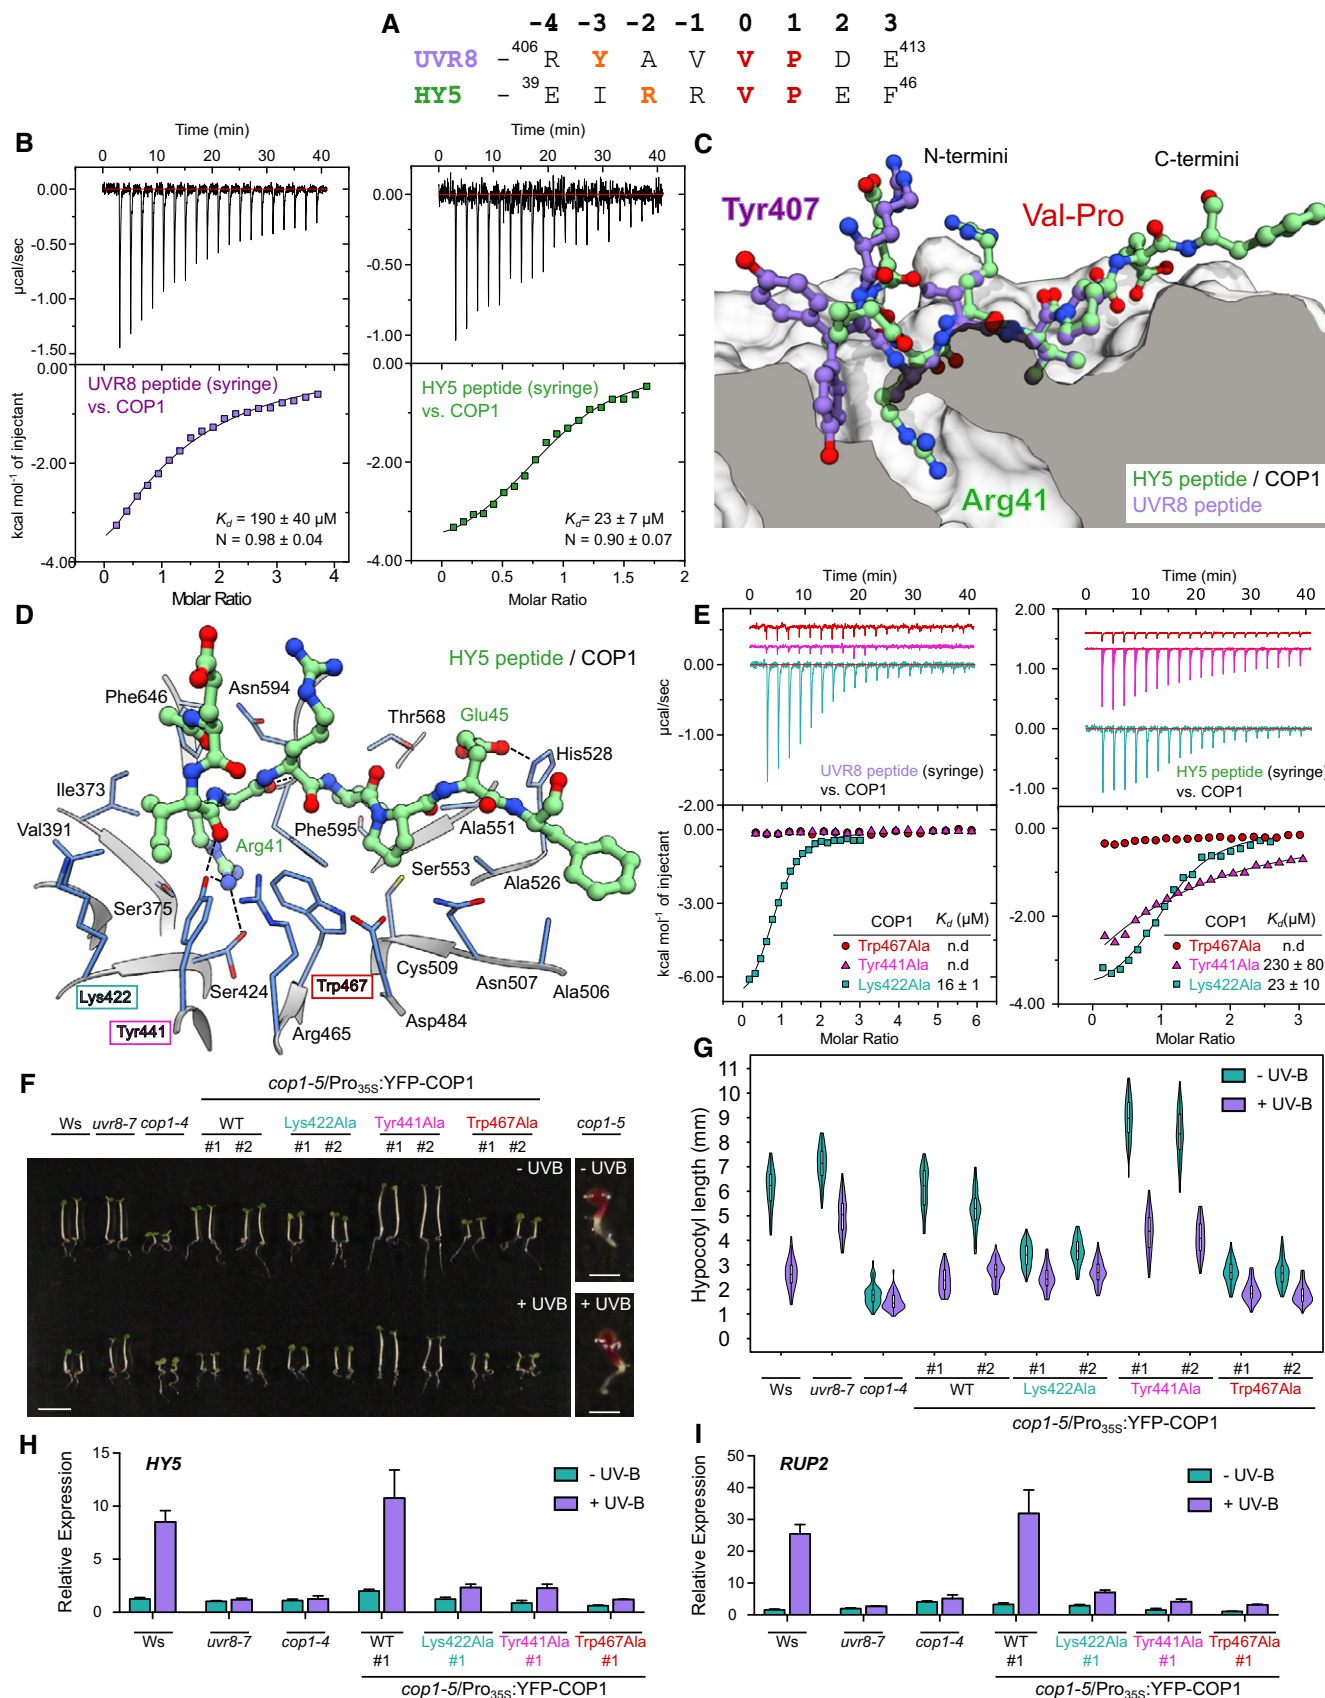 A
-4 -3 -2 -1 0 1 2 3
UVR8 - 406 R Y A V V P D E 413
HY5 - 39 E I R R V P E F 46
B
Time (min)
0 10 20 30 40
0.00
-0.50
-1.00
-1.50
µcal/sec
0.00
-2.00
-4.00
kcal mol-1 of injectant
UVR8 peptide (syringe)
vs. COP1
Kd = 190 ± 40 µM
N = 0.98 ± 0.04
0 1 2 3 4
Molar Ratio
Time (min)
0 10 20 30 40
0.00
-0.50
-1.00
0.00
-2.00
-4.00
HY5 peptide (syringe)
vs. COP1
Kd= 23 ± 7 µM
N = 0.90 ± 0.07
0 0.5 1 1.5 2
Molar Ratio
C
N-termini
C-termini
Tyr407
Val-Pro
Arg41
HY5 peptide / COP1
UVR8 peptide
D
HY5 peptide / COP1
Phe646
Asn594
Thr568
Glu45
His528
Ile373
Val391
Arg41
Phe595
Ala551
Ser553
Ala526
Ser375
Lys422
Ser424
Trp467
Cys509
Asn507
Ala506
Tyr441
Arg465
Asp484
E
Time (min)
0 10 20 30 40
0.00
-1.00
-2.00
µcal/sec
UVR8 peptide (syringe)
vs. COP1
0.00
-3.00
-6.00
kcal mol-1 of injectant
COP1 Kd (µM)
Trp467Ala n.d
Tyr441Ala n.d
Lys422Ala 16 ± 1
0 1 2 3 4 5 6
Molar Ratio
Time (min)
0 10 20 30 40
2.00
1.00
0.00
HY5 peptide (syringe)
vs. COP1
0.00
-2.00
-4.00
COP1 Kd(µM)
Trp467Ala n.d
Tyr441Ala 230 ± 80
Lys422Ala 23 ± 10
0 1 2 3
Molar Ratio
F
cop1-5/Pro35S:YFP-COP1
Ws uvr8-7 cop1-4 WT Lys422Ala Tyr441Ala Trp467Ala cop1-5
#1 #2 #1 #2 #1 #2 #1 #2
- UVB
- UVB
+ UVB
+ UVB
G
Hypocotyl length (mm)
11
10
9
8
7
6
5
4
3
2
1
0
- UV-B
+ UV-B
#1 #2 #1 #2 #1 #2 #1 #2
Ws uvr8-7 cop1-4 WT Lys422Ala Tyr441Ala Trp467Ala
cop1-5/Pro35S:YFP-COP1
H
HY5
Relative Expression
15
10
5
0
- UV-B
+ UV-B
Ws uvr8-7 cop1-4 WT Lys422Ala Tyr441Ala Trp467Ala
#1 #1 #1 #1
cop1-5/Pro35S:YFP-COP1
I
RUP2
Relative Expression
50
40
30
20
10
0
- UV-B
+ UV-B
Ws uvr8-7 cop1-4 WT Lys422Ala Tyr441Ala Trp467Ala
#1 #1 #1 #1
cop1-5/Pro35S:YFP-COP1